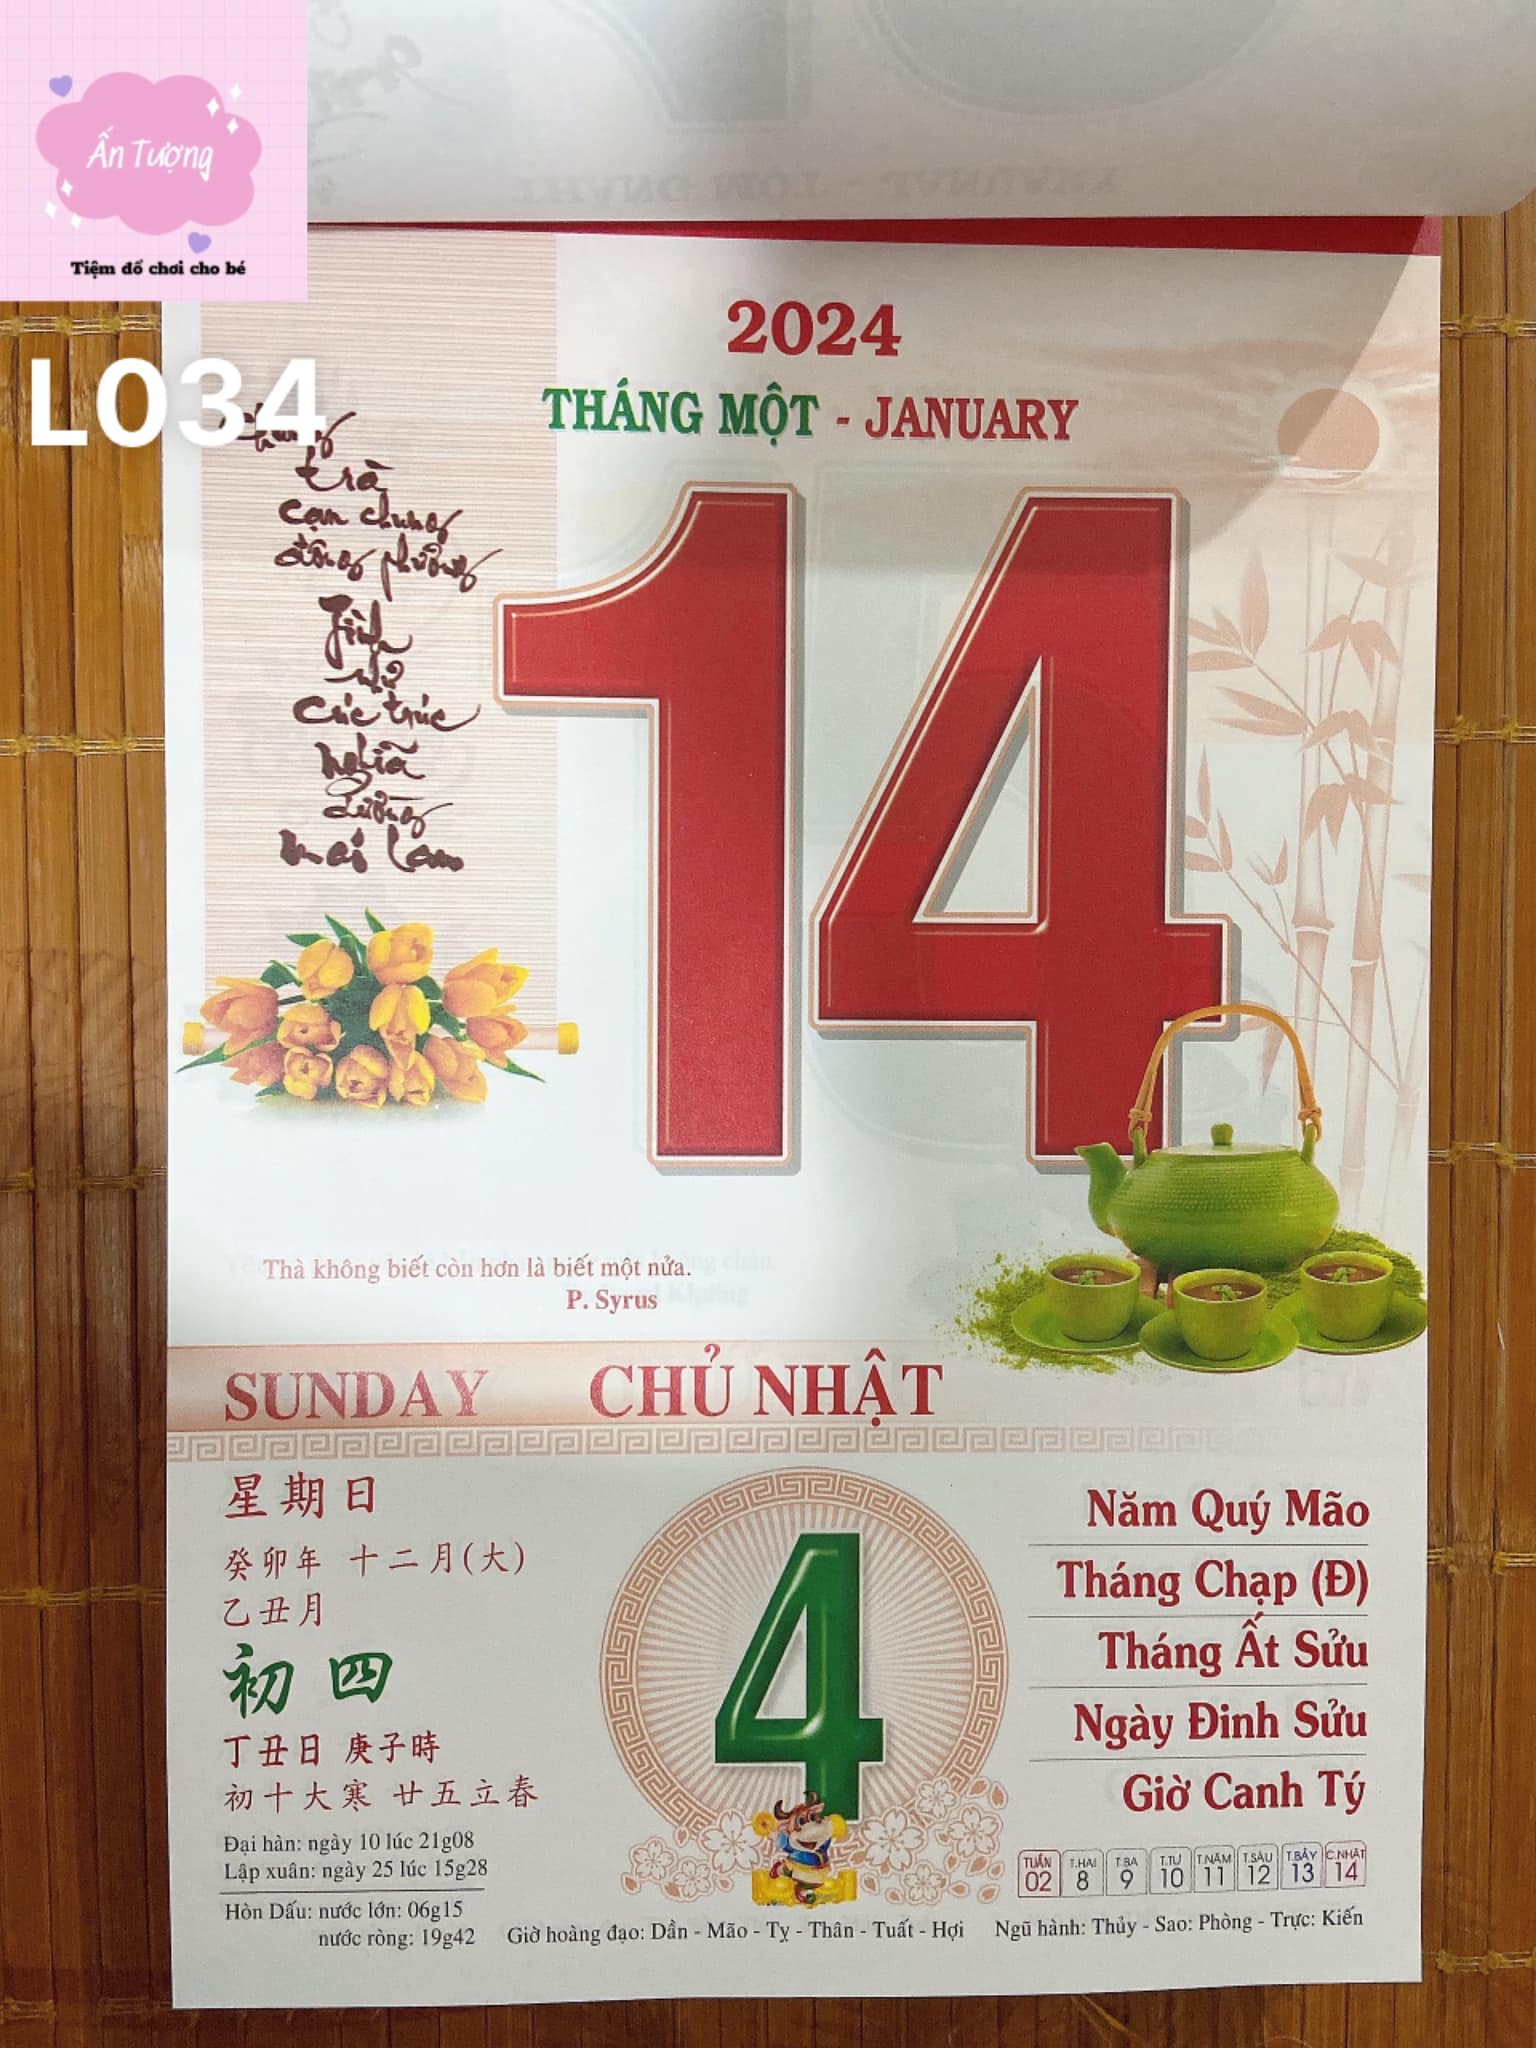 Ấn Tượng
Tiệm đồ chơi cho bé
L034
2024
THÁNG MỘT - JANUARY
trà
cạn chung
đông phương
Tình
như
Cúc trúc
nghĩa
dường
mai lan
14
Thà không biết còn hơn là biết một nửa.
P. Syrus
SUNDAY CHỦ NHẬT
星期日
癸卯年 十二月(大)
乙丑月
初四
丁丑日 庚子時
初十大寒 廿五立春
Đại hàn: ngày 10 lúc 21g08
Lập xuân: ngày 25 lúc 15g28
Hòn Dấu: nước lớn: 06g15
nước ròng: 19g42
4
Năm Quý Mão
Tháng Chạp (Đ)
Tháng Ất Sửu
Ngày Đinh Sửu
Giờ Canh Tý
TUẦN T.HAI T.BA T.TƯ T.NĂM T.SÁU T.BẢY C.NHẬT
02 8 9 10 11 12 13 14
Giờ hoàng đạo: Dần - Mão - Tỵ - Thân - Tuất - Hợi
Ngũ hành: Thủy - Sao: Phòng - Trực: Kiến